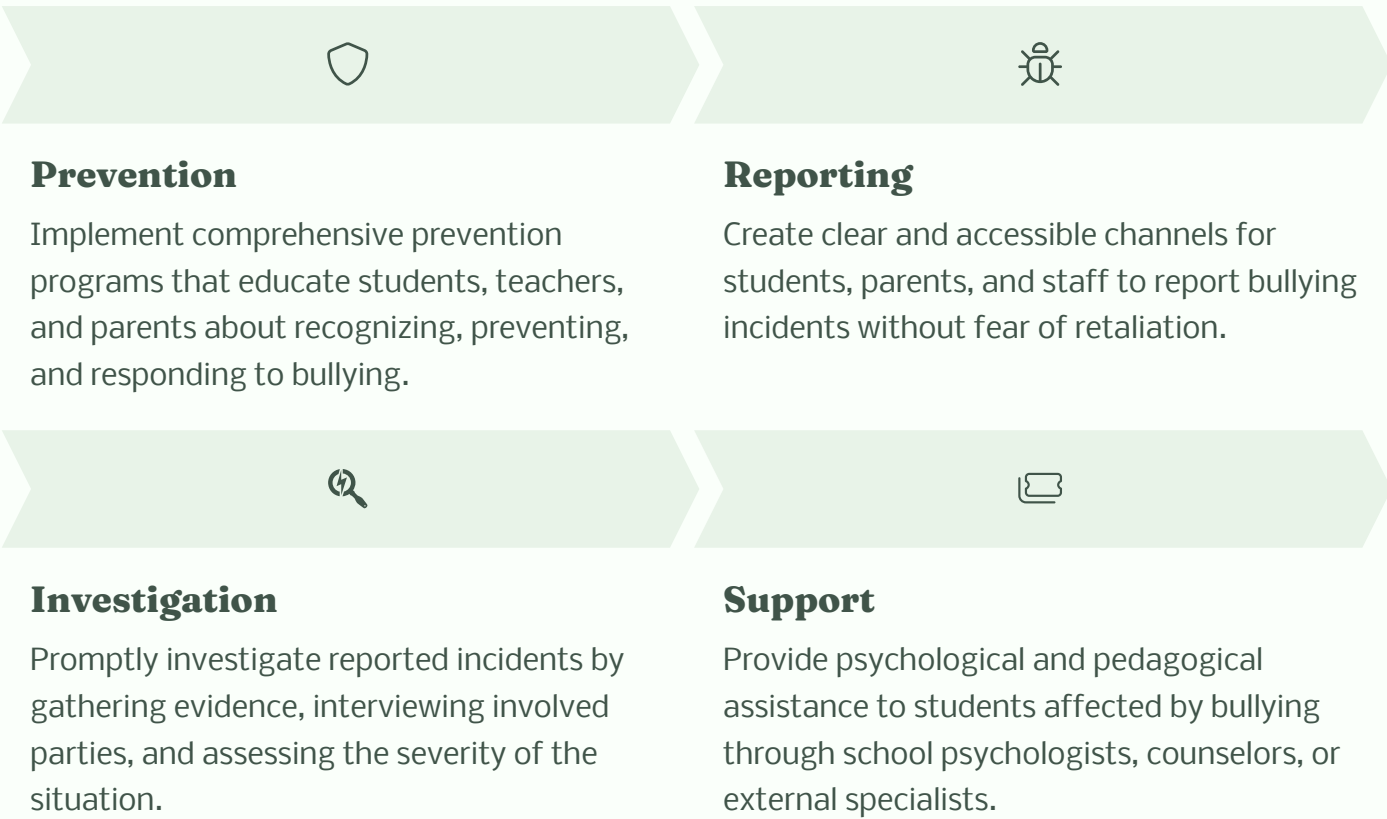 Prevention
Implement comprehensive prevention
programs that educate students, teachers,
and parents about recognizing, preventing,
and responding to bullying.
Reporting
Create clear and accessible channels for
students, parents, and staff to report bullying
incidents without fear of retaliation.
Investigation
Promptly investigate reported incidents by
gathering evidence, interviewing involved
parties, and assessing the severity of the
situation.
Support
Provide psychological and pedagogical
assistance to students affected by bullying
through school psychologists, counselors, or
external specialists.